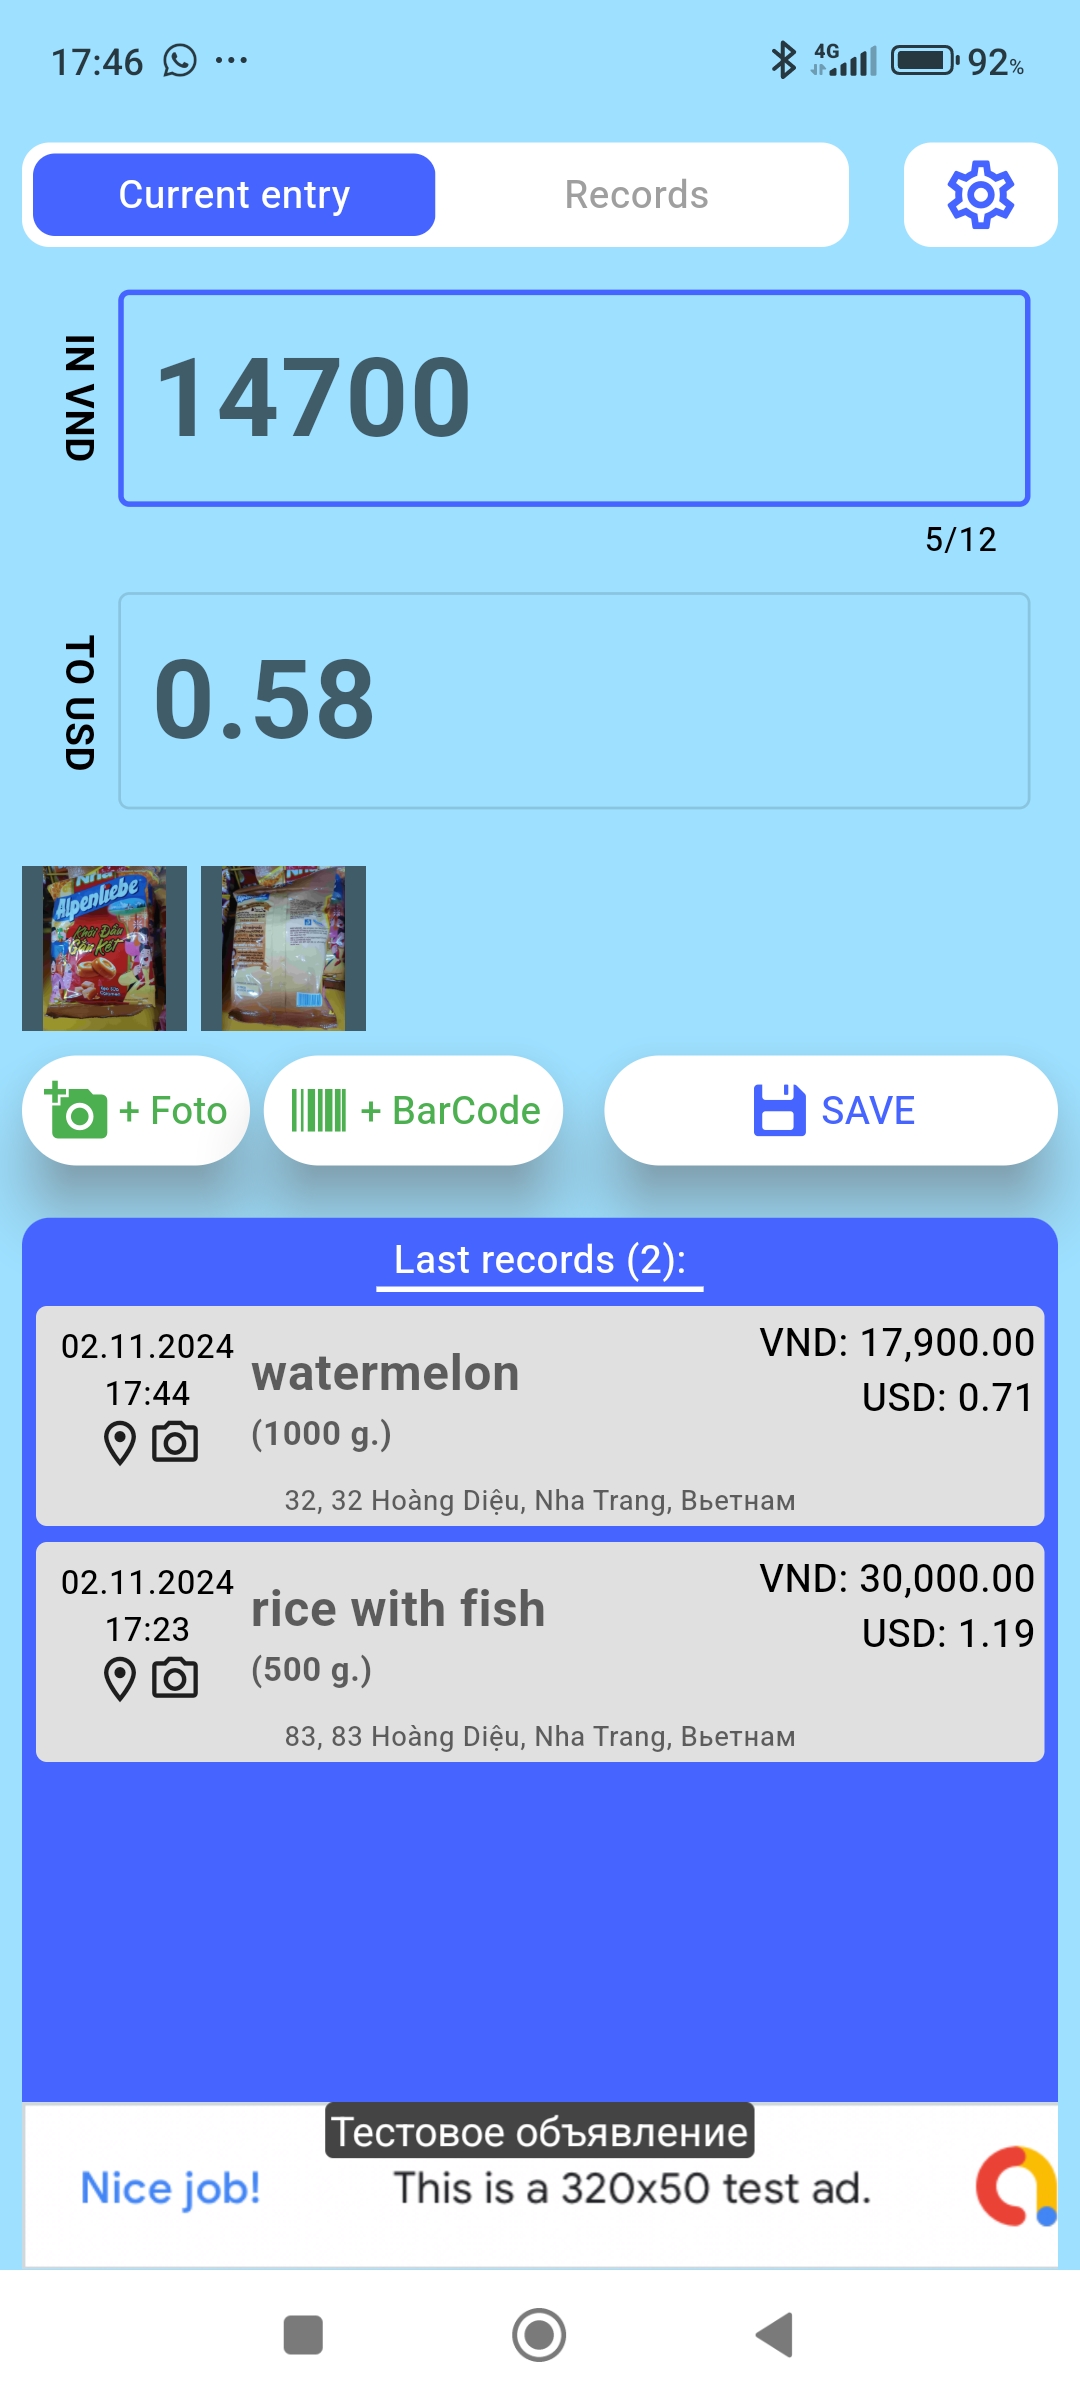 17:46
4G
92%
Current entry
Records
IN VND
14700
5/12
TO USD
0.58
Alpenliebe
Khởi Đầu
Gắn Kết
+ Foto
+ BarCode
SAVE
Last records (2):
02.11.2024
17:44
watermelon
(1000 g.)
VND: 17,900.00
USD: 0.71
32, 32 Hoàng Diệu, Nha Trang, Вьетнам
02.11.2024
17:23
rice with fish
(500 g.)
VND: 30,000.00
USD: 1.19
83, 83 Hoàng Diệu, Nha Trang, Вьетнам
Тестовое объявление
Nice job!
This is a 320x50 test ad.